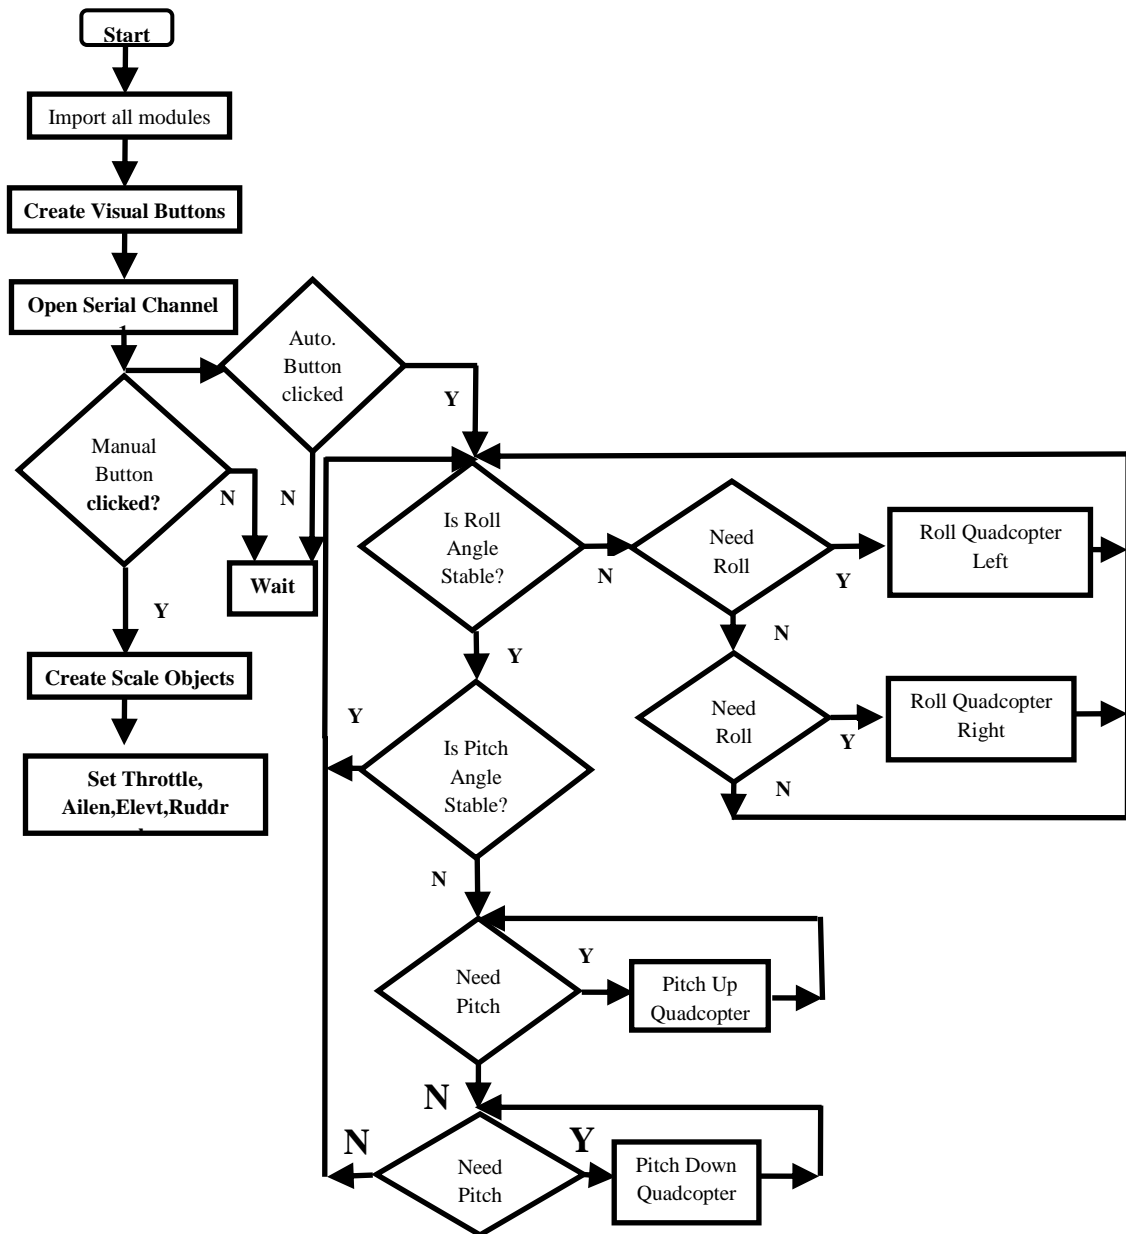 Start
Import all modules
Create Visual Buttons
Open Serial Channel
Auto.
Button
clicked
Y
N
Manual
Button
clicked?
N
Y
Wait
Create Scale Objects
Set Throttle,
Ailen,Elevt,Ruddr
Is Roll
Angle
Stable?
N
Y
Need
Roll
Y
N
Roll Quadcopter
Left
Need
Roll
Y
N
Roll Quadcopter
Right
Is Pitch
Angle
Stable?
Y
N
Need
Pitch
Y
N
Pitch Up
Quadcopter
Need
Pitch
N
Y
Pitch Down
Quadcopter